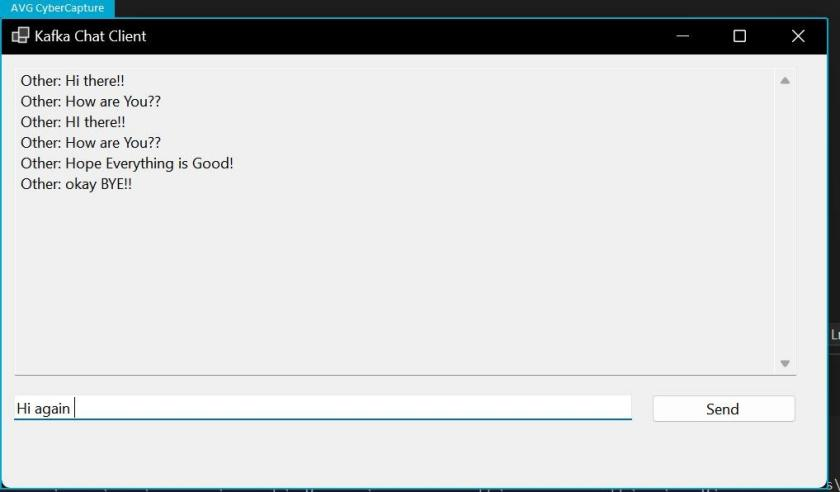 AVG CyberCapture
Kafka Chat Client
Other: Hi there!!
Other: How are You??
Other: HI there!!
Other: How are You??
Other: Hope Everything is Good!
Other: okay BYE!!
Hi again
Send